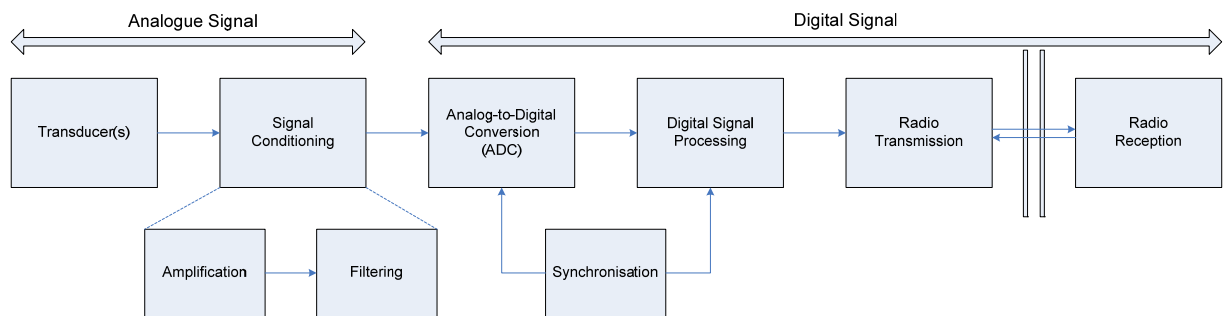 Analogue Signal
Digital Signal
Transducer(s)
Signal
Conditioning
Analog-to-Digital
Conversion
(ADC)
Digital Signal
Processing
Radio
Transmission
Radio
Reception
Amplification
Filtering
Synchronisation